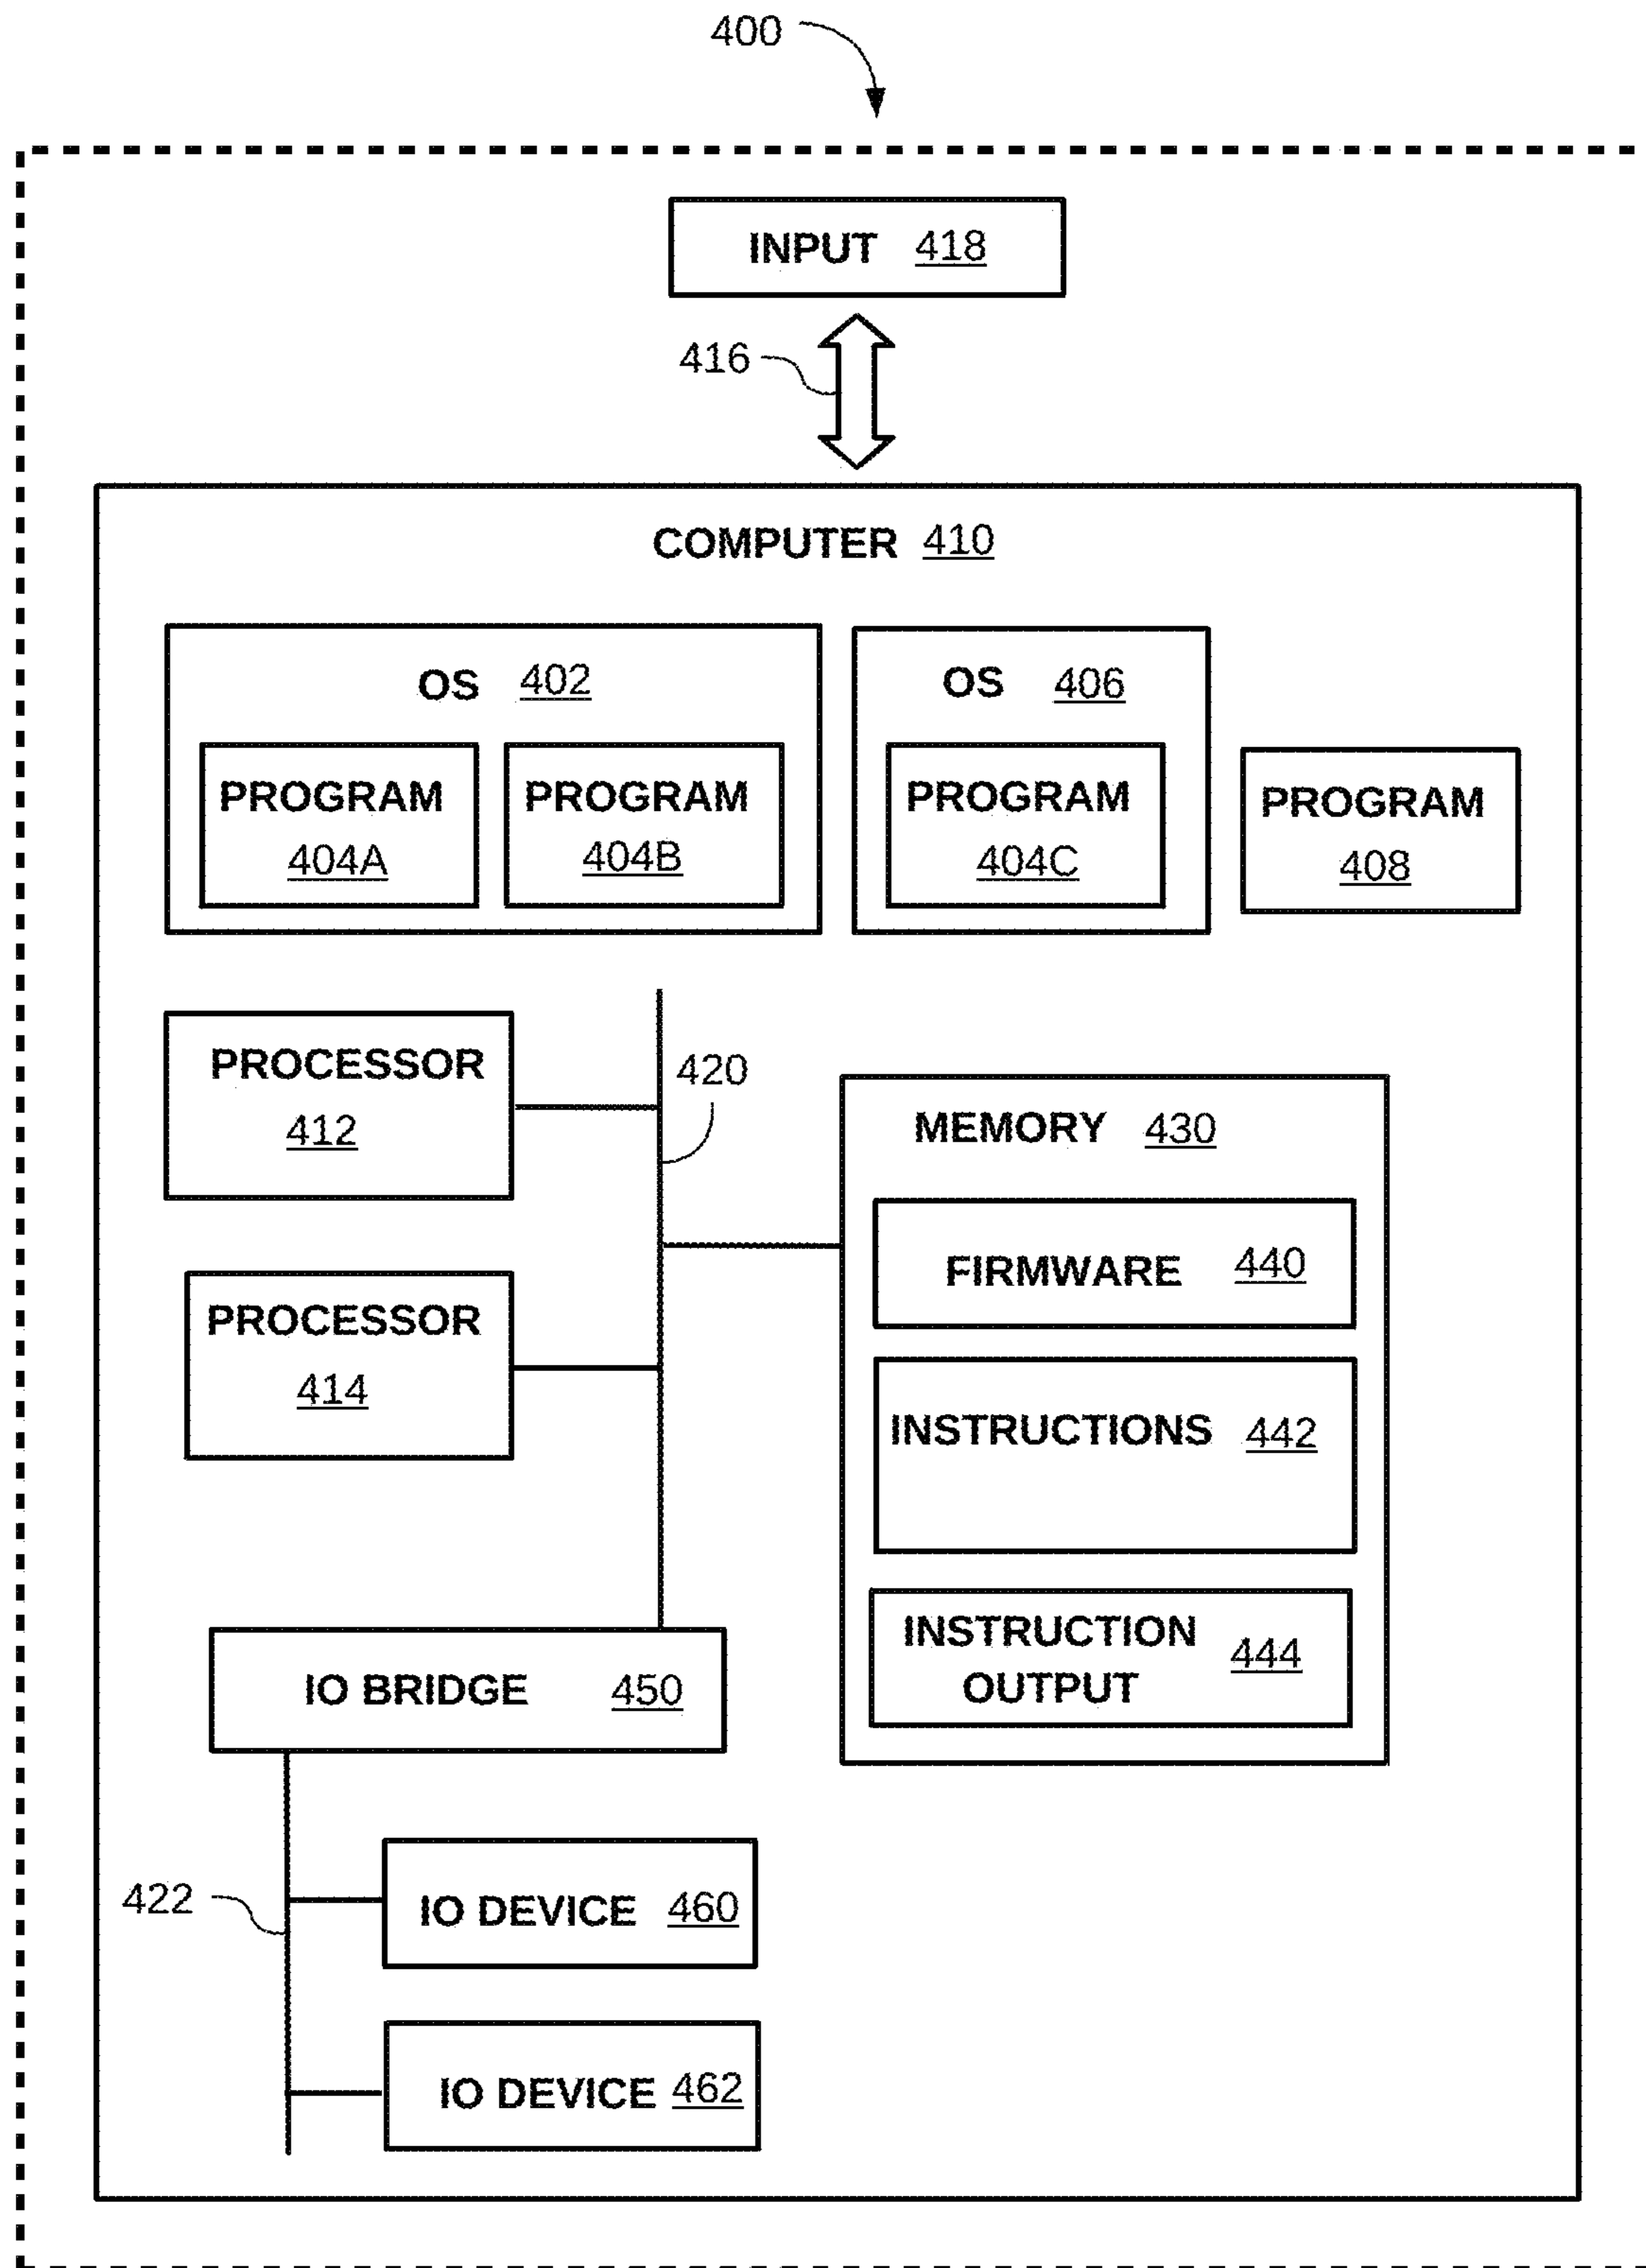 400
INPUT 418
416
COMPUTER 410
OS 402
OS 406
PROGRAM
404A
PROGRAM
404B
PROGRAM
404C
PROGRAM
408
PROCESSOR
412
420
MEMORY 430
FIRMWARE 440
PROCESSOR
414
INSTRUCTIONS 442
INSTRUCTION
OUTPUT
444
IO BRIDGE 450
422
IO DEVICE 460
IO DEVICE 462